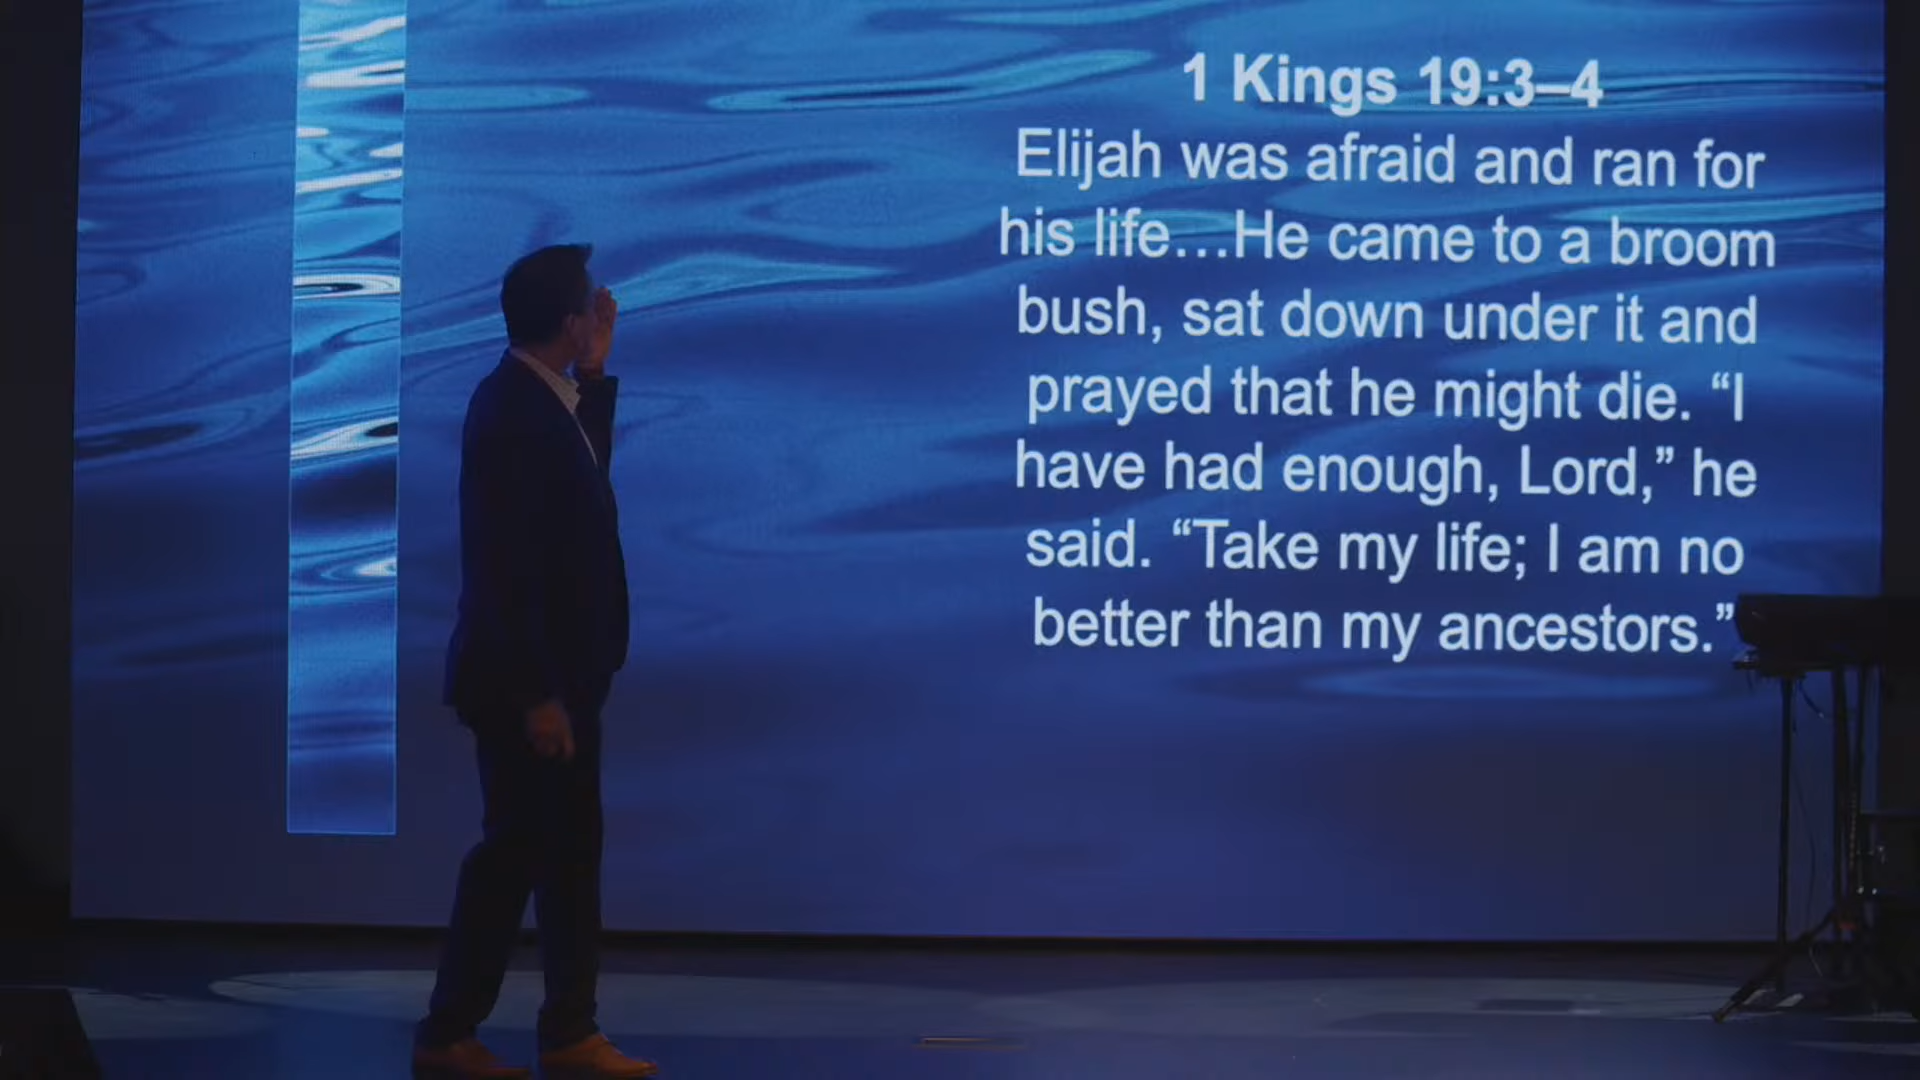 1 Kings 19:3–4
Elijah was afraid and ran for
his life…He came to a broom
bush, sat down under it and
prayed that he might die. “I
have had enough, Lord,” he
said. “Take my life; I am no
better than my ancestors.”